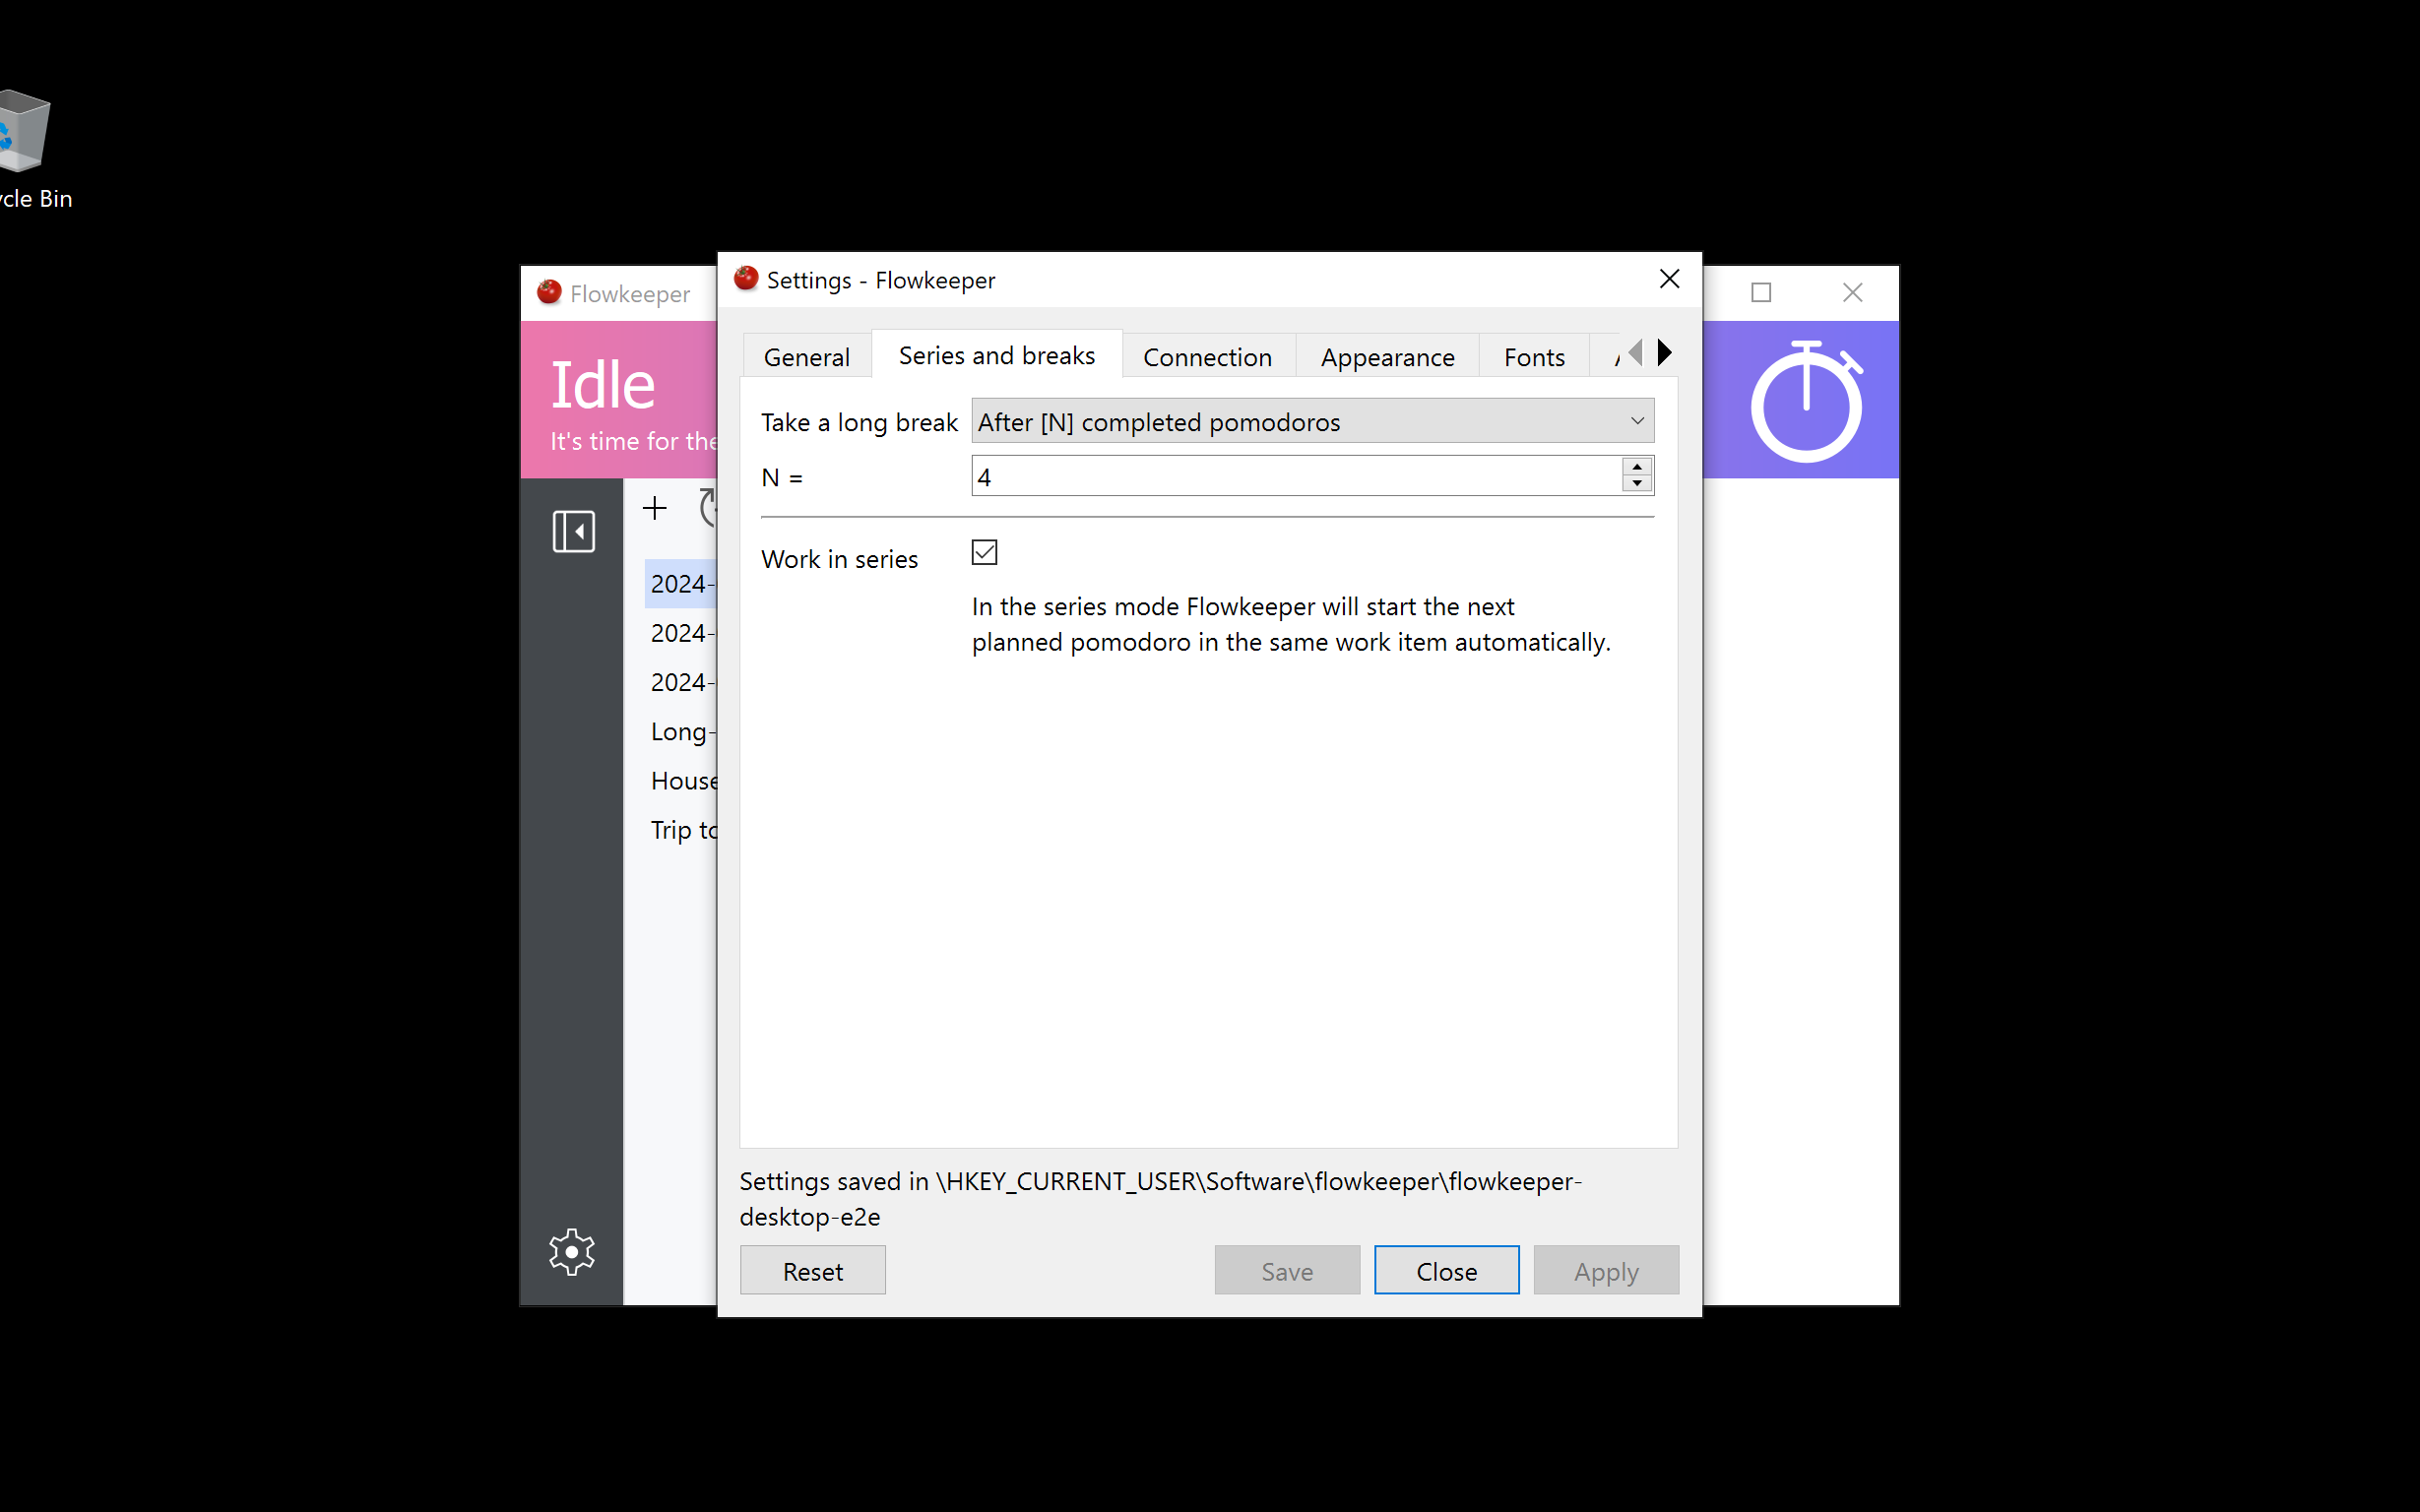 cle Bin
Flowkeeper
Idle
It's time for the
2024-
2024-
2024-
Long-
House
Trip to
Settings - Flowkeeper
General
Series and breaks
Connection
Appearance
Fonts
Take a long break
After [N] completed pomodoros
N =
4
Work in series
In the series mode Flowkeeper will start the next
planned pomodoro in the same work item automatically.
Settings saved in \HKEY_CURRENT_USER\Software\flowkeeper\flowkeeper-
desktop-e2e
Reset
Save
Close
Apply